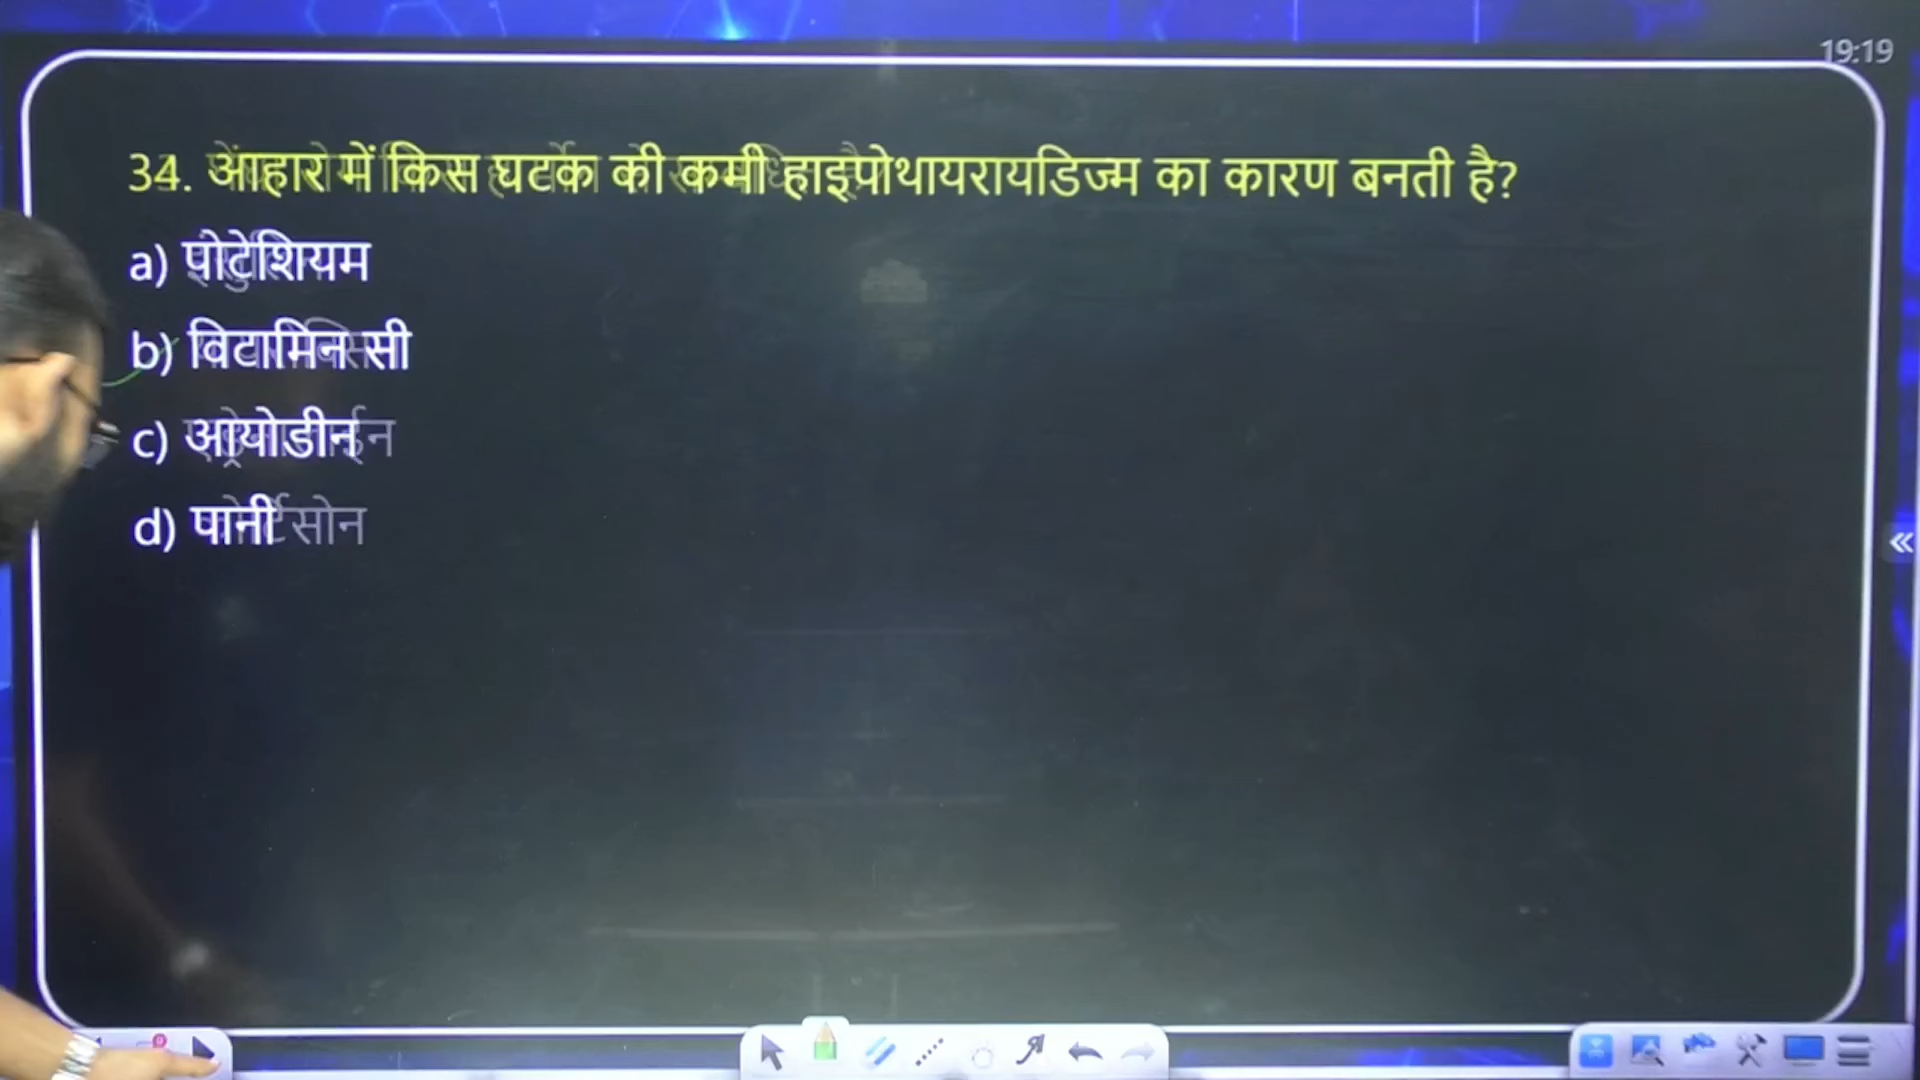 19:19
34. आहार में किस घटक की कमी हाइपोथायरायडिज्म का कारण बनती है?
a) पोटेशियम
b) विटामिन सी
c) आयोडीन
d) पानी